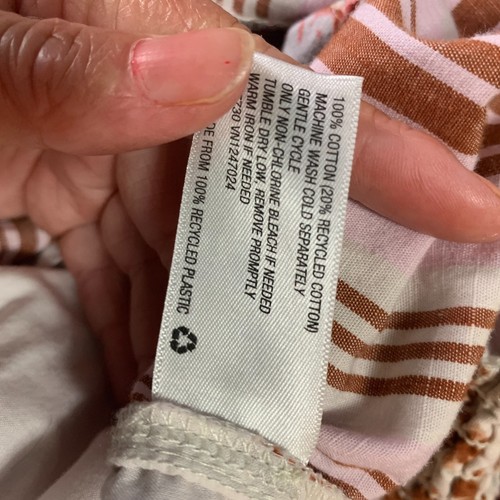 100% COTTON (20% RECYCLED COTTON)
MACHINE WASH COLD SEPARATELY
GENTLE CYCLE
ONLY NON-CHLORINE BLEACH IF NEEDED
TUMBLE DRY LOW, REMOVE PROMPTLY
WARM IRON IF NEEDED
VN1247024
FROM 100% RECYCLED PLASTIC